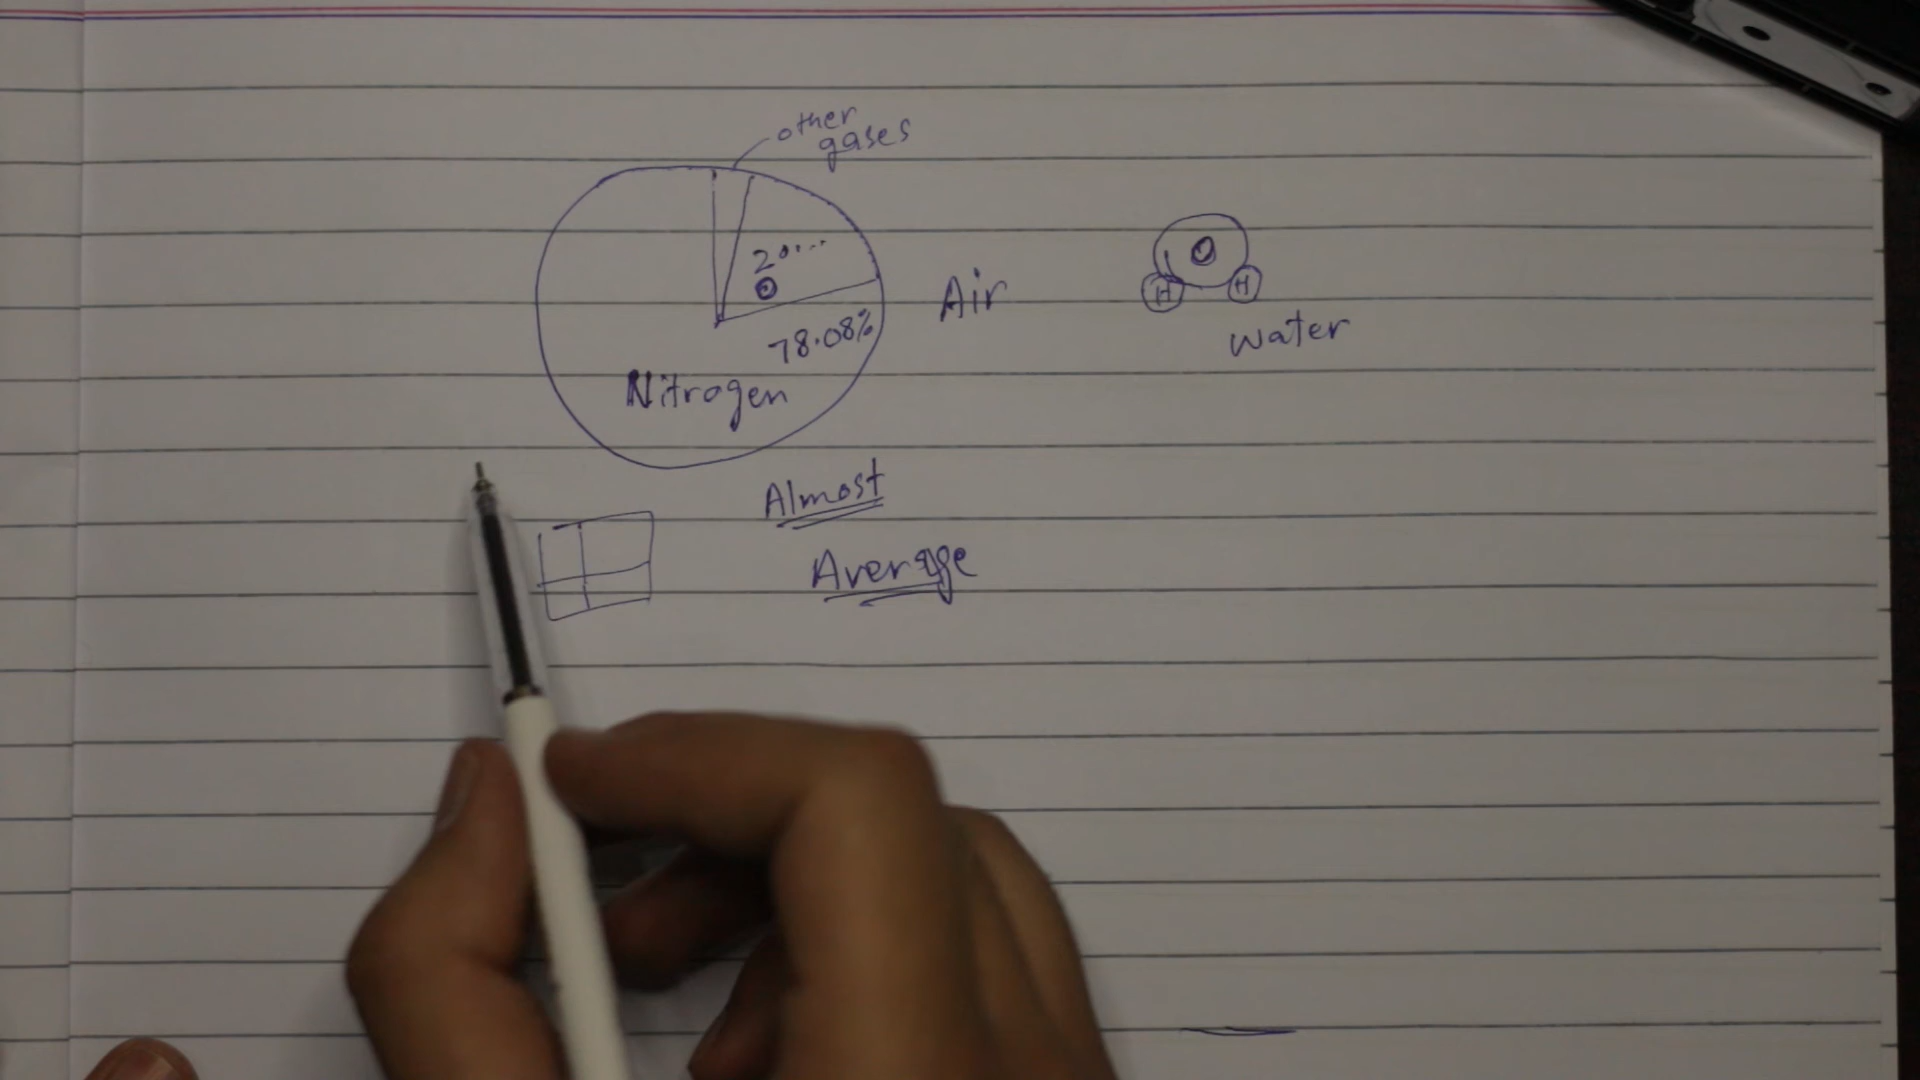 other
gases
20...
O
78.08%
Nitrogen
Air
O
H H
water
Almost
Average